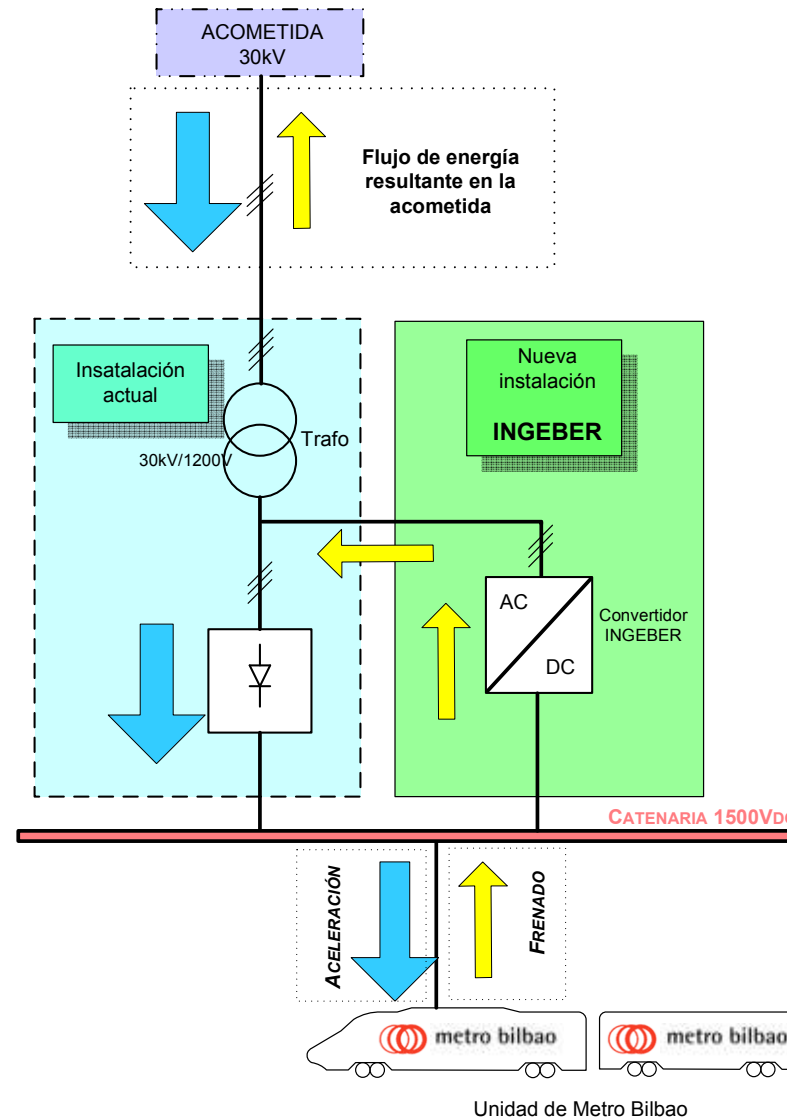 ACOMETIDA
30kV
Flujo de energía
resultante en la
acometida
Insatalación
actual
Trafo
30kV/1200V
Nueva
instalación
INGEBER
AC
DC
Convertidor
INGEBER
CATENARIA 1500VDC
ACELERACIÓN
FRENADO
metro bilbao
metro bilbao
Unidad de Metro Bilbao